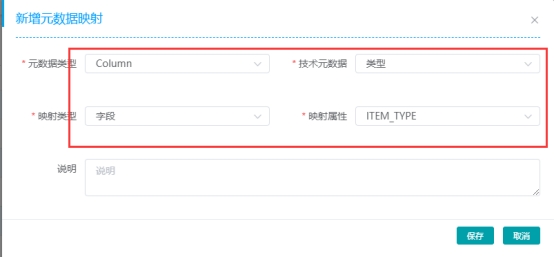 新增元数据映射
* 元数据类型 Column * 技术元数据 类型
* 映射类型 字段 * 映射属性 ITEM_TYPE
说明 说明
保存 取消